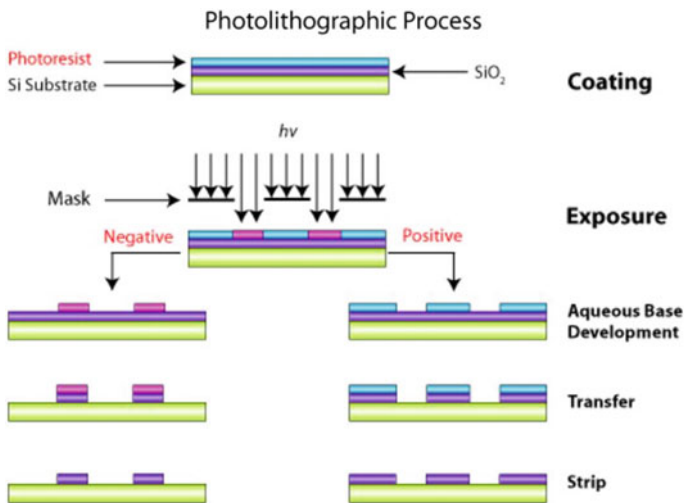 Photolithographic Process
Photoresist
Si Substrate
SiO₂
Coating
hv
Mask
Exposure
Negative
Positive
Aqueous Base
Development
Transfer
Strip